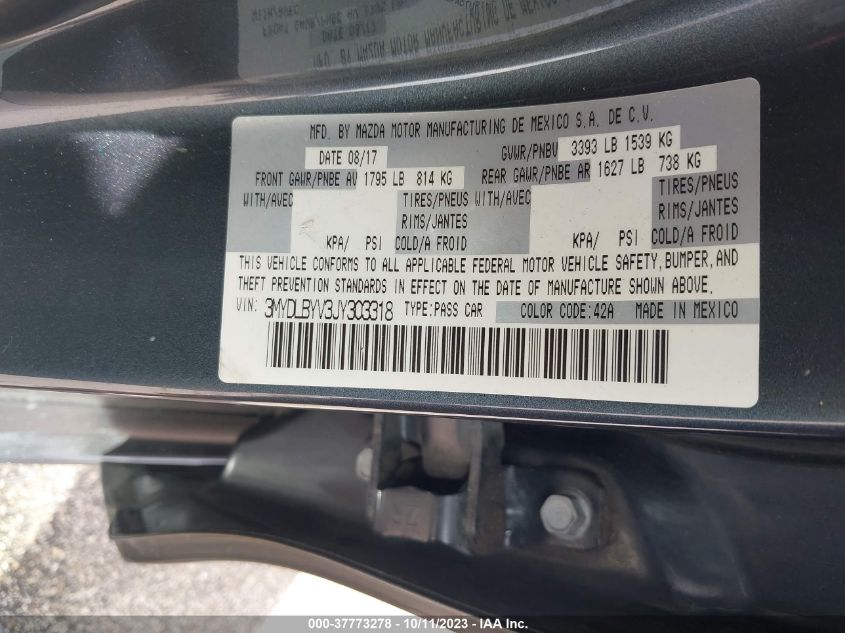 MFD. BY MAZDA MOTOR MANUFACTURING DE MEXICO S.A. DE C.V.
DATE 08/17 GVWR/PNBV 3393 LB 1539 KG
FRONT GAWR/PNBE AV 1795 LB 814 KG REAR GAWR/PNBE AR 1627 LB 738 KG
WITH/AVEC TIRES/PNEUS WITH/AVEC TIRES/PNEUS
RIMS/JANTES RIMS/JANTES
KPA/ PSI COLD/A FROID KPA/ PSI COLD/A FROID
THIS VEHICLE CONFORMS TO ALL APPLICABLE FEDERAL MOTOR VEHICLE SAFETY, BUMPER, AND
THEFT PREVENTION STANDARDS IN EFFECT ON THE DATE OF MANUFACTURE SHOWN ABOVE.
VIN: 3MYDLBYV3JY303318 TYPE:PASS CAR COLOR CODE:42A MADE IN MEXICO
000-37773278 - 10/11/2023 - IAAI.com